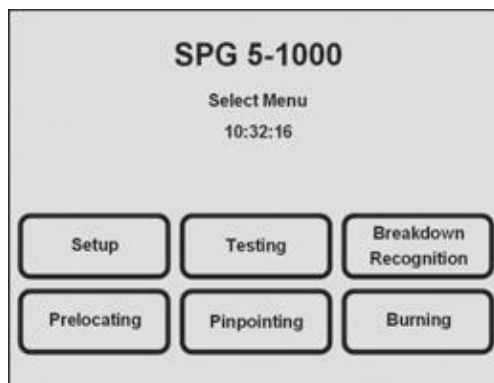 SPG 5-1000
Select Menu
10:32:16
Setup
Testing
Breakdown
Recognition
Prelocating
Pinpointing
Burning